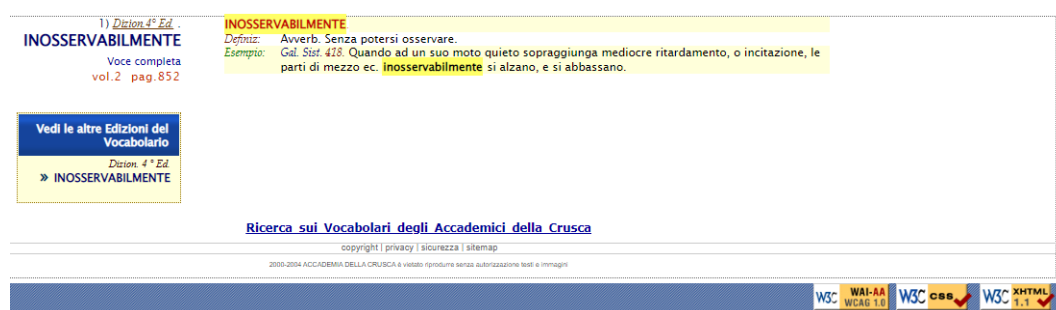 1) Dizion. 4° Ed. .
INOSSERVABILMENTE
Voce completa
vol.2 pag.852
INOSSERVABILMENTE
Definiz: Avverb. Senza potersi osservare.
Esempio: Gal. Sist. 418. Quando ad un suo moto quieto sopraggiunga mediocre ritardamento, o incitazione, le
parti di mezzo ec. inosservabilmente si alzano, e si abbassano.
Vedi le altre Edizioni del
Vocabolario
Dizion. 4 ° Ed.
» INOSSERVABILMENTE
Ricerca sui Vocabolari degli Accademici della Crusca
copyright | privacy | sicurezza | sitemap
2000-2004 ACCADEMIA DELLA CRUSCA è vietato riprodurre senza autorizzazione testi e immagini
W3C WAI-AA
WCAG 1.0
W3C css
W3C XHTML
1.1